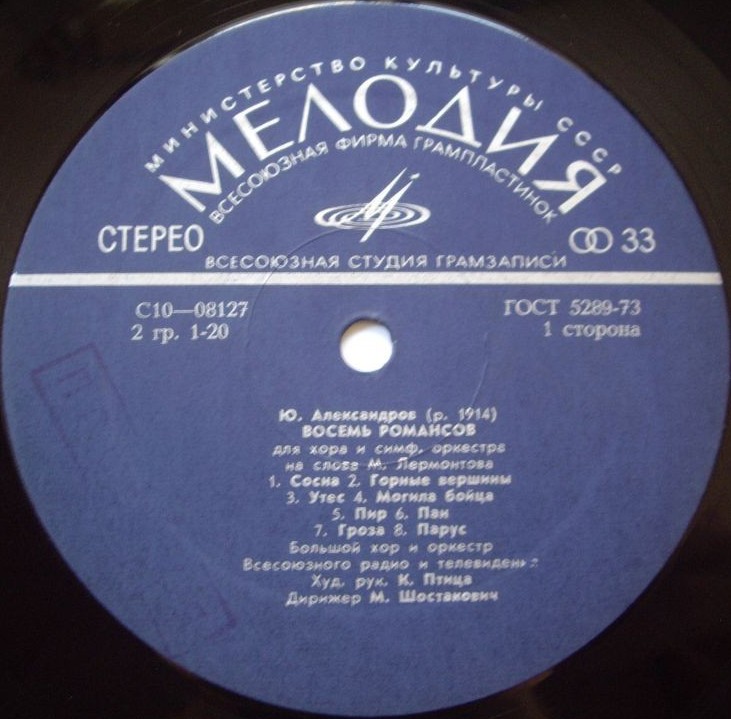 МИНИСТЕРСТВО КУЛЬТУРЫ СССР
МЕЛОДИЯ
ВСЕСОЮЗНАЯ ФИРМА ГРАМПЛАСТИНОК
СТЕРЕО
33
ВСЕСОЮЗНАЯ СТУДИЯ ГРАМЗАПИСИ
С10—08127
ГОСТ 5289-73
2 гр. 1-20
1 сторона
Ю. Александров (р. 1914)
ВОСЕМЬ РОМАНСОВ
для хора и симф. оркестра
на слова М. Лермонтова
1. Сосна 2. Горные вершины
3. Утес 4. Могила бойца
5. Пир 6. Пан
7. Гроза 8. Парус
Большой хор и оркестр
Всесоюзного радио и телевидения
Худ. рук. К. Птица
Дирижер М. Шостакович